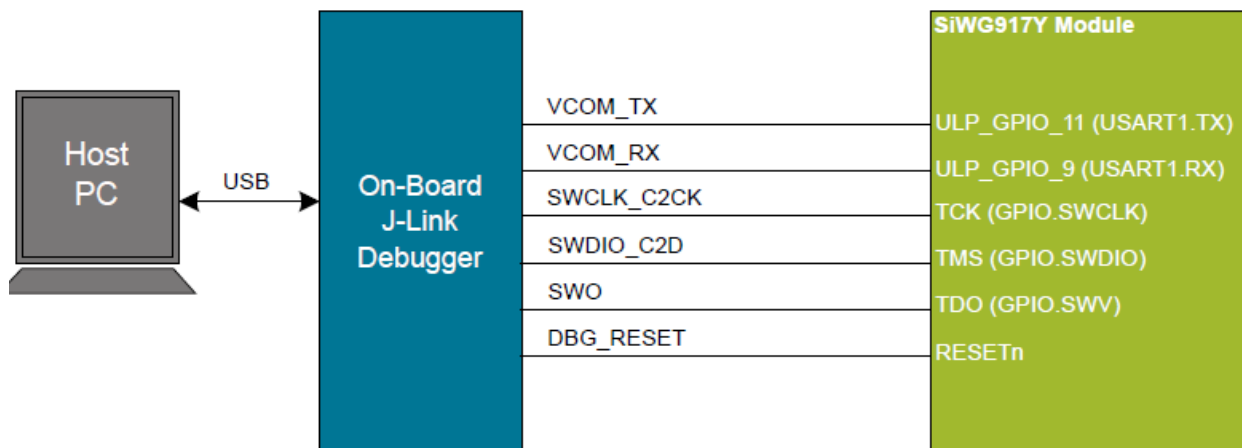 Host
PC
USB
On-Board
J-Link
Debugger
VCOM_TX
VCOM_RX
SWCLK_C2CK
SWDIO_C2D
SWO
DBG_RESET
SiWG917Y Module
ULP_GPIO_11 (USART1.TX)
ULP_GPIO_9 (USART1.RX)
TCK (GPIO.SWCLK)
TMS (GPIO.SWDIO)
TDO (GPIO.SWV)
RESETn